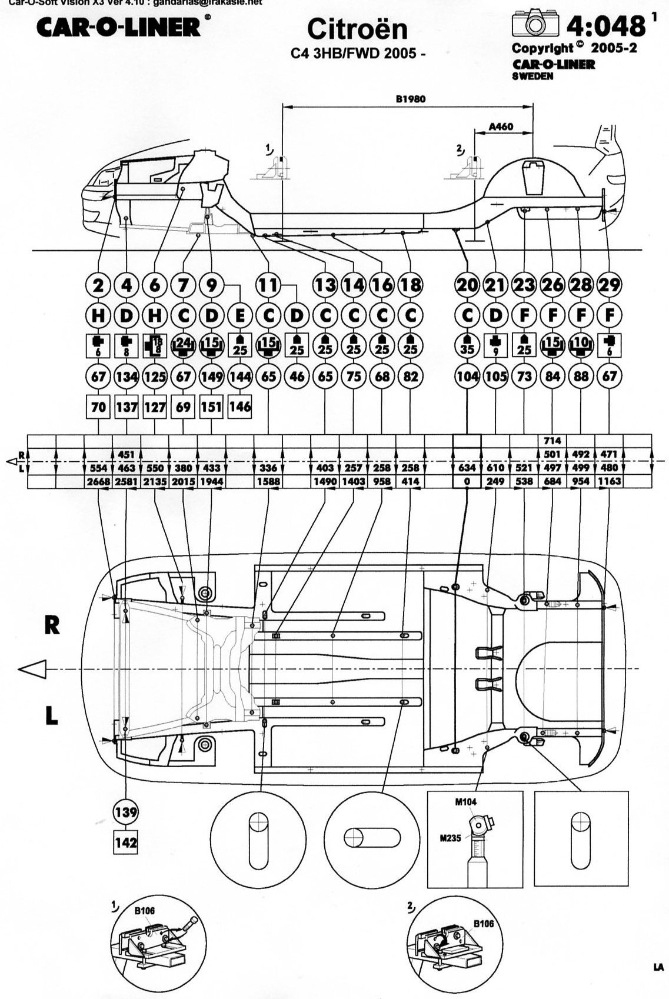 Car-O-Soft Vision X3 Ver 4.10 : gandarias@irakasle.net
CAR-O-LINER ©
Citroën
C4 3HB/FWD 2005 -
4:048 1
Copyright © 2005-2
CAR-O-LINER
SWEDEN
B1980
A460
1)
2)
2 4 6 7 9 11 13 14 16 18 20 21 23 26 28 29
H D H C D E C D C C C C C D F F F F
6 8 18 8 24 15 25 15 25 25 25 25 25 35 9 25 15 10 6
67 134 125 67 149 144 65 46 65 75 68 82 104 105 73 84 88 67
70 137 127 69 151 146
714
R 451 501 492 471
L 554 463 550 380 433 336 403 257 258 258 634 610 521 497 499 480
2668 2581 2135 2015 1944 1588 1490 1403 958 414 0 249 538 684 954 1163
R
L
139
142
M104
M235
1)
B106
2)
B106
LA